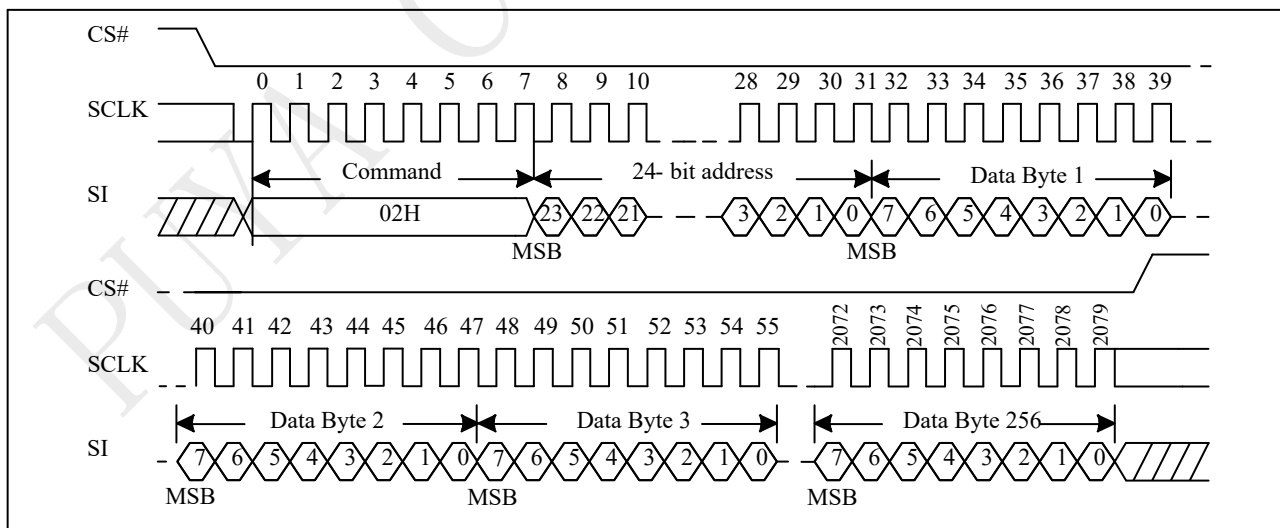 CS#
0 1 2 3 4 5 6 7 8 9 10 28 29 30 31 32 33 34 35 36 37 38 39
SCLK
Command 24- bit address Data Byte 1
SI
02H 23 22 21 3 2 1 0 7 6 5 4 3 2 1 0
MSB MSB
CS#
40 41 42 43 44 45 46 47 48 49 50 51 52 53 54 55 2072 2073 2074 2075 2076 2077 2078 2079
SCLK
Data Byte 2 Data Byte 3 Data Byte 256
SI
7 6 5 4 3 2 1 0 7 6 5 4 3 2 1 0 7 6 5 4 3 2 1 0
MSB MSB MSB
PUYA C